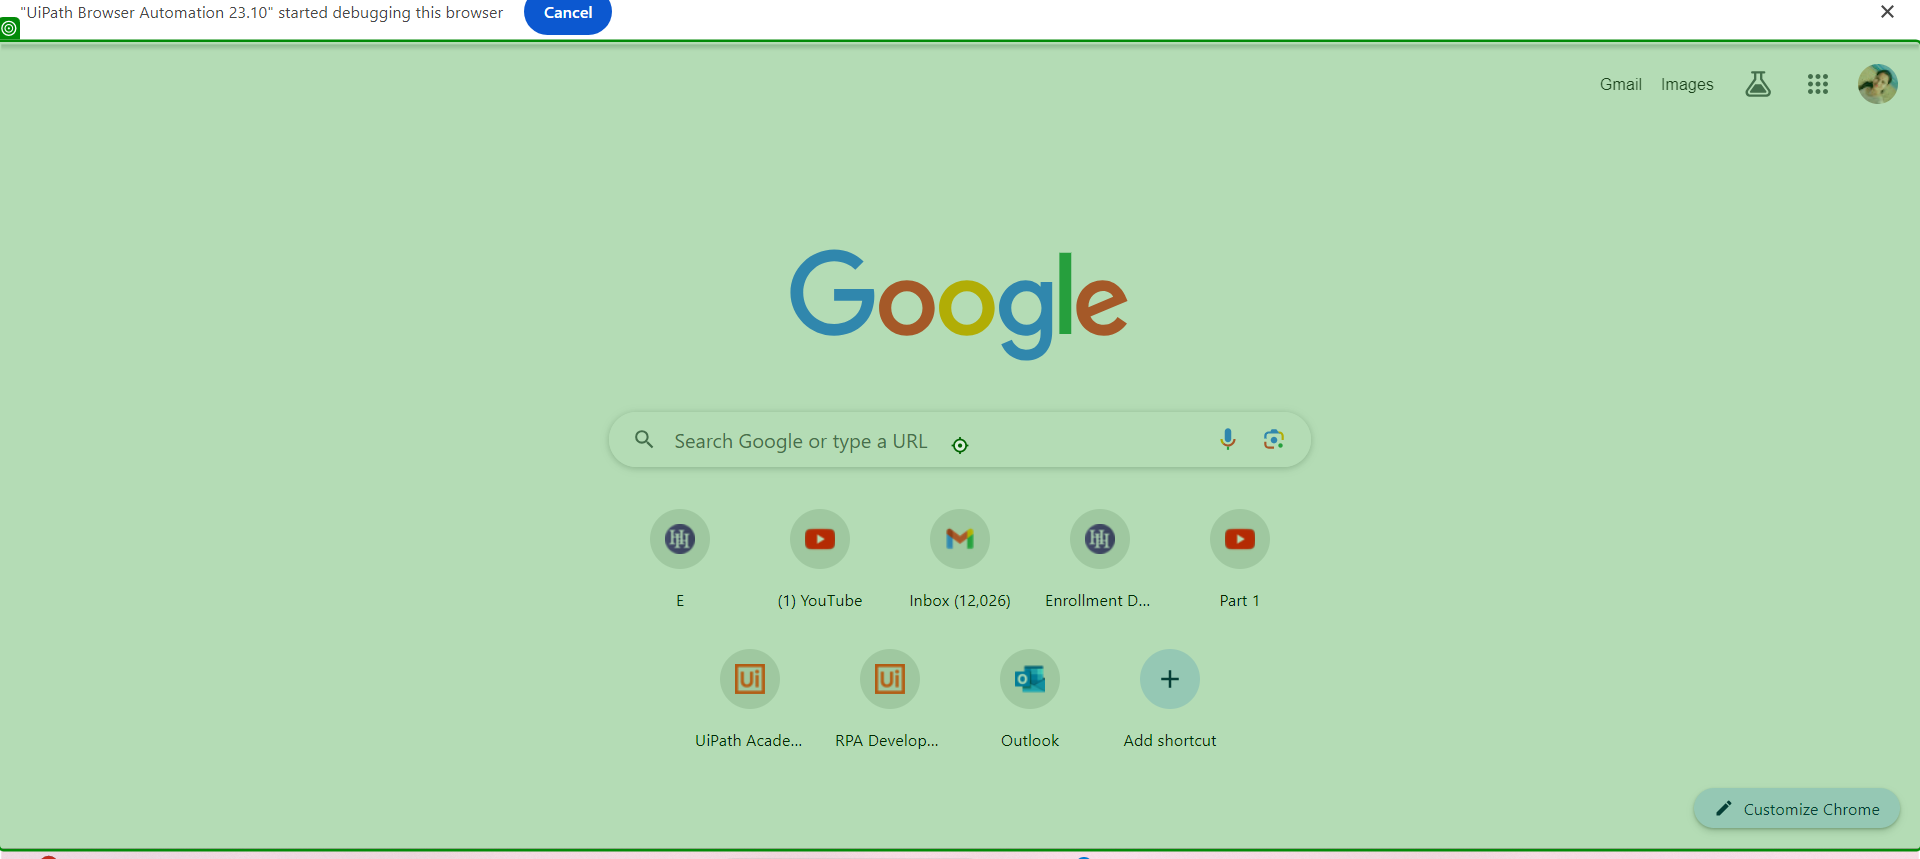 "UiPath Browser Automation 23.10" started debugging this browser Cancel
Gmail Images
Google
Search Google or type a URL
E (1) YouTube Inbox (12,026) Enrollment D... Part 1
Ui Ui
UiPath Acade... RPA Develop... Outlook Add shortcut
Customize Chrome